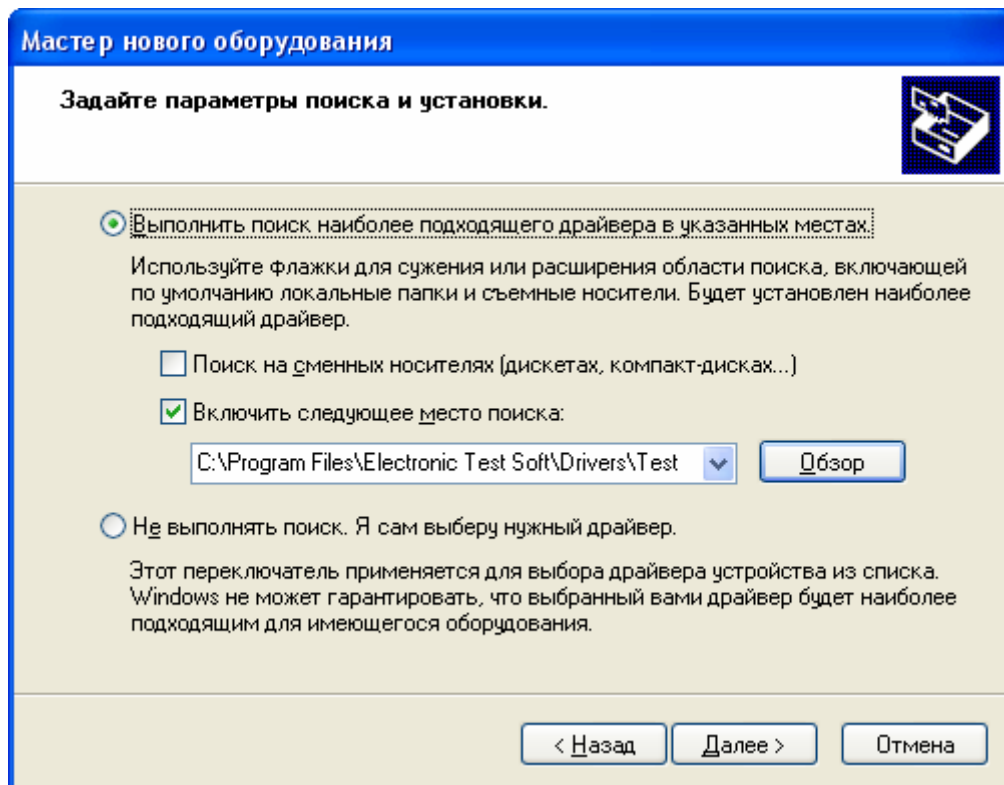 Мастер нового оборудования
Задайте параметры поиска и установки.
Выполнить поиск наиболее подходящего драйвера в указанных местах.
Используйте флажки для сужения или расширения области поиска, включающей
по умолчанию локальные папки и съемные носители. Будет установлен наиболее
подходящий драйвер.
Поиск на сменных носителях (дискетах, компакт-дисках...)
Включить следующее место поиска:
C:\Program Files\Electronic Test Soft\Drivers\Test
Обзор
Не выполнять поиск. Я сам выберу нужный драйвер.
Этот переключатель применяется для выбора драйвера устройства из списка.
Windows не может гарантировать, что выбранный вами драйвер будет наиболее
подходящим для имеющегося оборудования.
< Назад Далее > Отмена